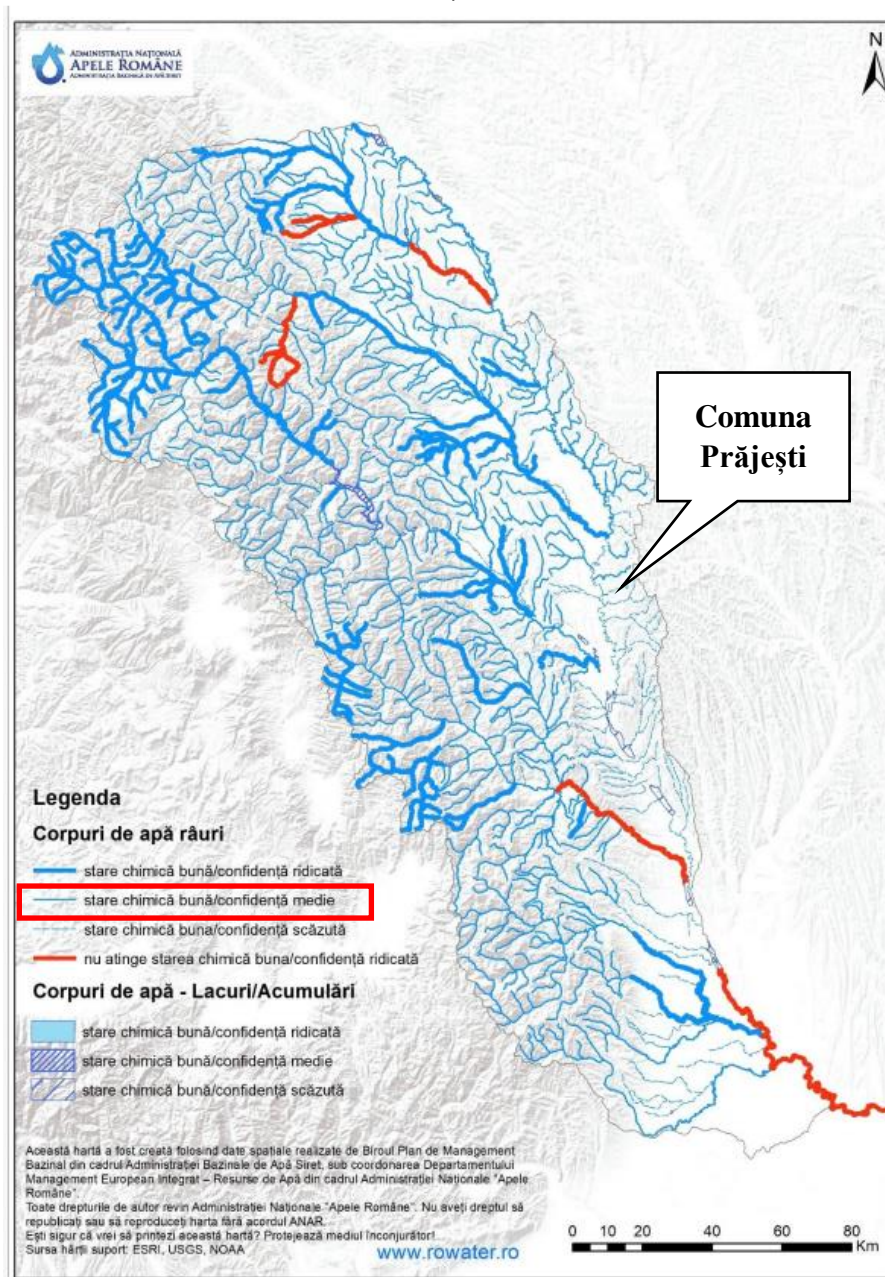 ADMINISTRAȚIA NAȚIONALĂ
APELE ROMÂNE
ADMINISTRAȚIA BAZINALĂ DE APĂ SIRET
N
Comuna
Prăjești
Legenda
Corpuri de apă râuri
stare chimică bună/confidență ridicată
stare chimică bună/confidență medie
stare chimică buna/confidență scăzută
nu atinge starea chimică buna/confidență ridicată
Corpuri de apă - Lacuri/Acumulări
stare chimică bună/confidență ridicată
stare chimică bună/confidență medie
stare chimică bună/confidență scăzută
Această hartă a fost creată folosind date spațiale realizate de Biroul Plan de Management
Bazinal din cadrul Administrației Bazinale de Apă Siret, sub coordonarea Departamentului
Management European Integrat – Resurse de Apă din cadrul Administrației Naționale "Apele
Române".
Toate drepturile de autor revin Administrației Naționale "Apele Române". Nu aveți dreptul să
republicați sau să reproduceți harta fără acordul ANAR.
Ești sigur că vrei să printezi această hartă? Protejează mediul înconjurător!
Sursa hărții suport: ESRI, USGS, NOAA
www.rowater.ro
0 10 20 40 60 80
Km